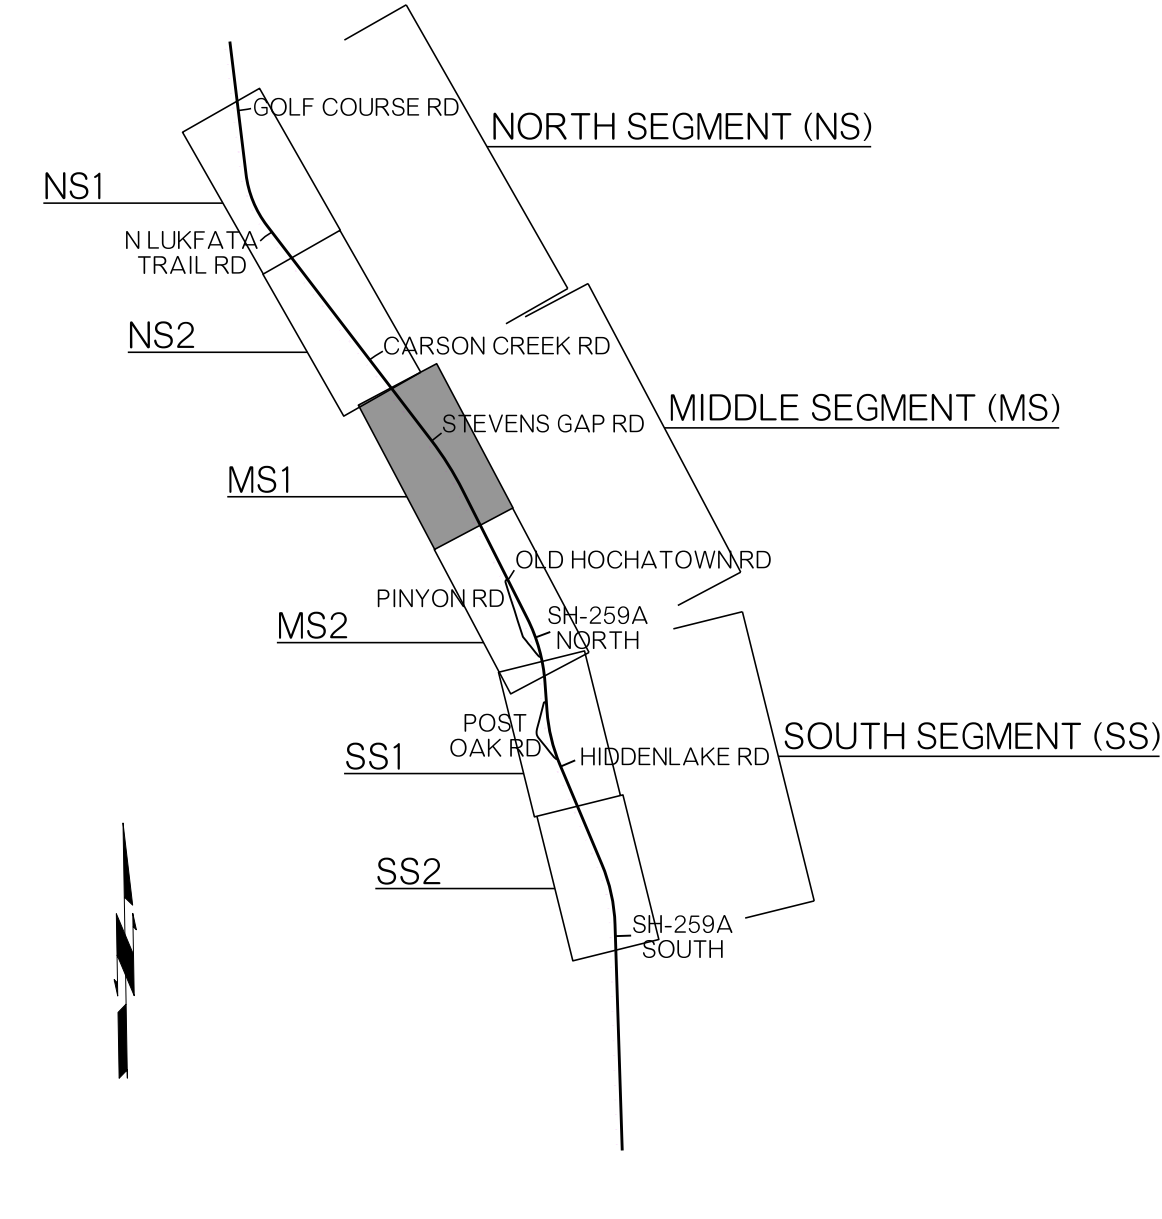 GOLF COURSE RD
NORTH SEGMENT (NS)
NS1
N LUKFATA
TRAIL RD
NS2
CARSON CREEK RD
MIDDLE SEGMENT (MS)
STEVENS GAP RD
MS1
OLD HOCHATOWN RD
PINYON RD
MS2
SH-259A
NORTH
POST
OAK RD
SOUTH SEGMENT (SS)
SS1
HIDDENLAKE RD
SS2
SH-259A
SOUTH